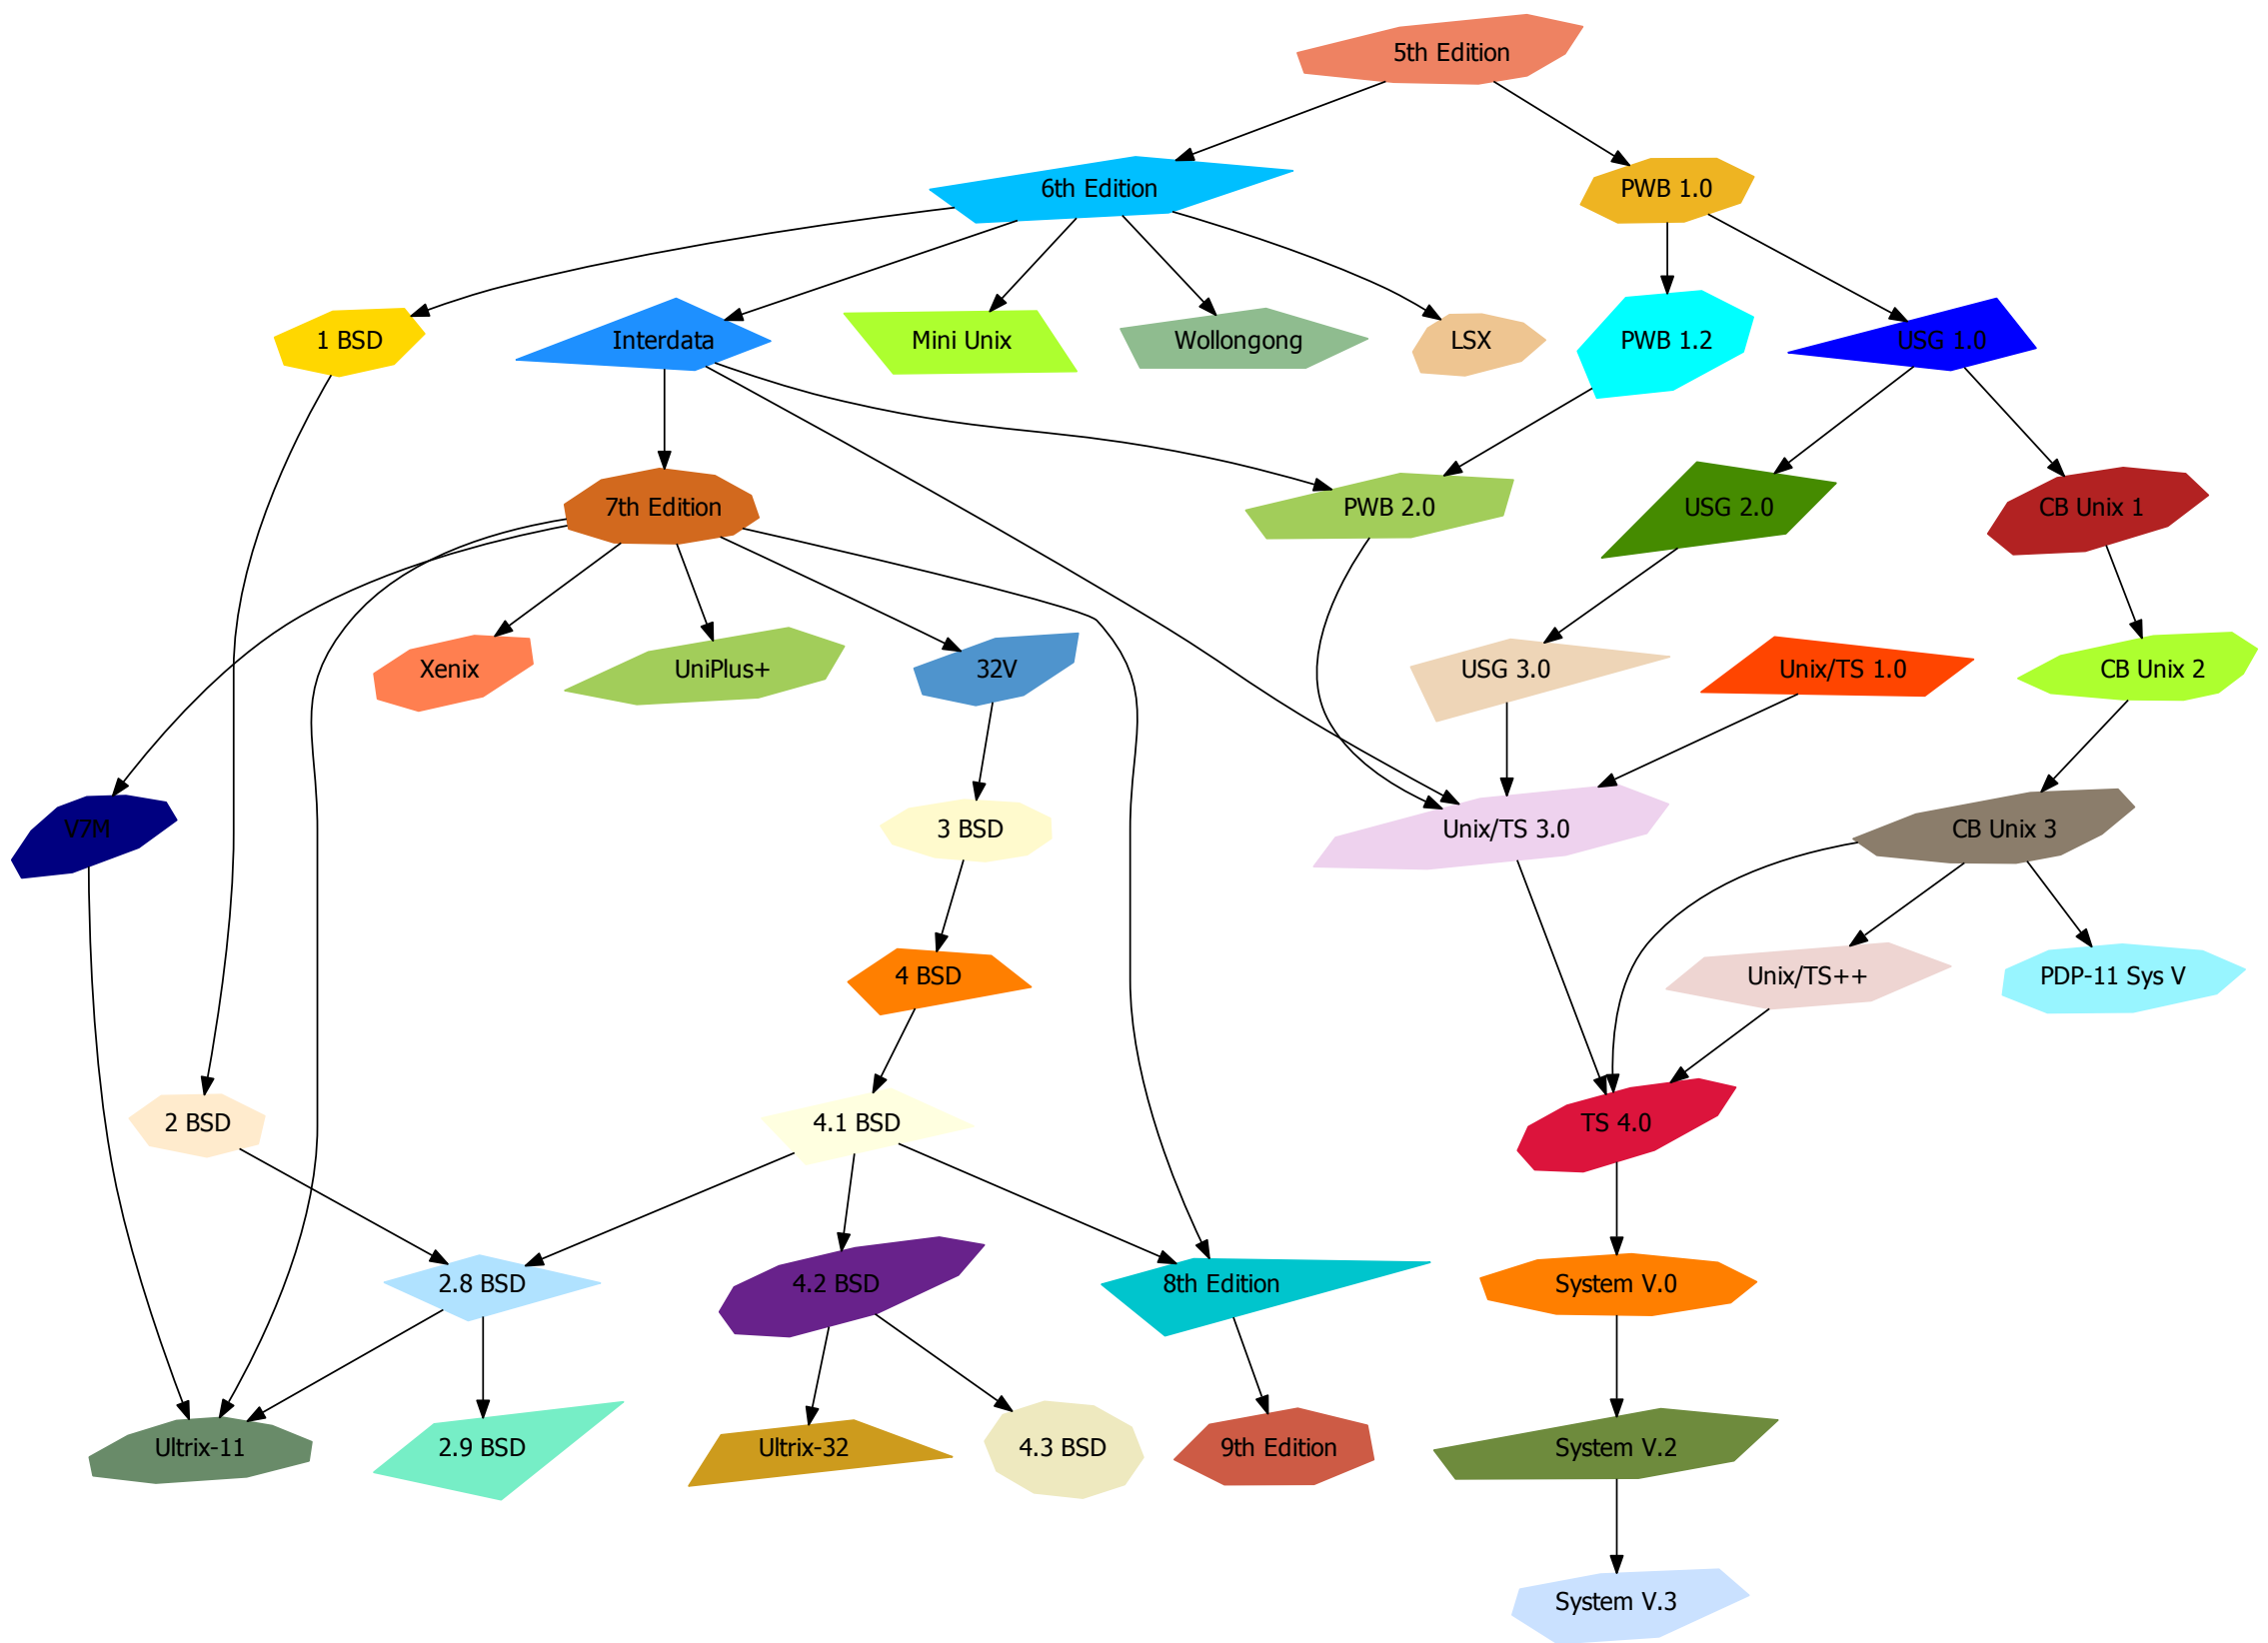 5th Edition
6th Edition
PWB 1.0
1 BSD
Interdata
Mini Unix
Wollongong
LSX
PWB 1.2
USG 1.0
7th Edition
PWB 2.0
USG 2.0
CB Unix 1
Xenix
UniPlus+
32V
USG 3.0
Unix/TS 1.0
CB Unix 2
V7M
3 BSD
Unix/TS 3.0
CB Unix 3
4 BSD
Unix/TS++
PDP-11 Sys V
2 BSD
4.1 BSD
TS 4.0
2.8 BSD
4.2 BSD
8th Edition
System V.0
Ultrix-11
2.9 BSD
Ultrix-32
4.3 BSD
9th Edition
System V.2
System V.3